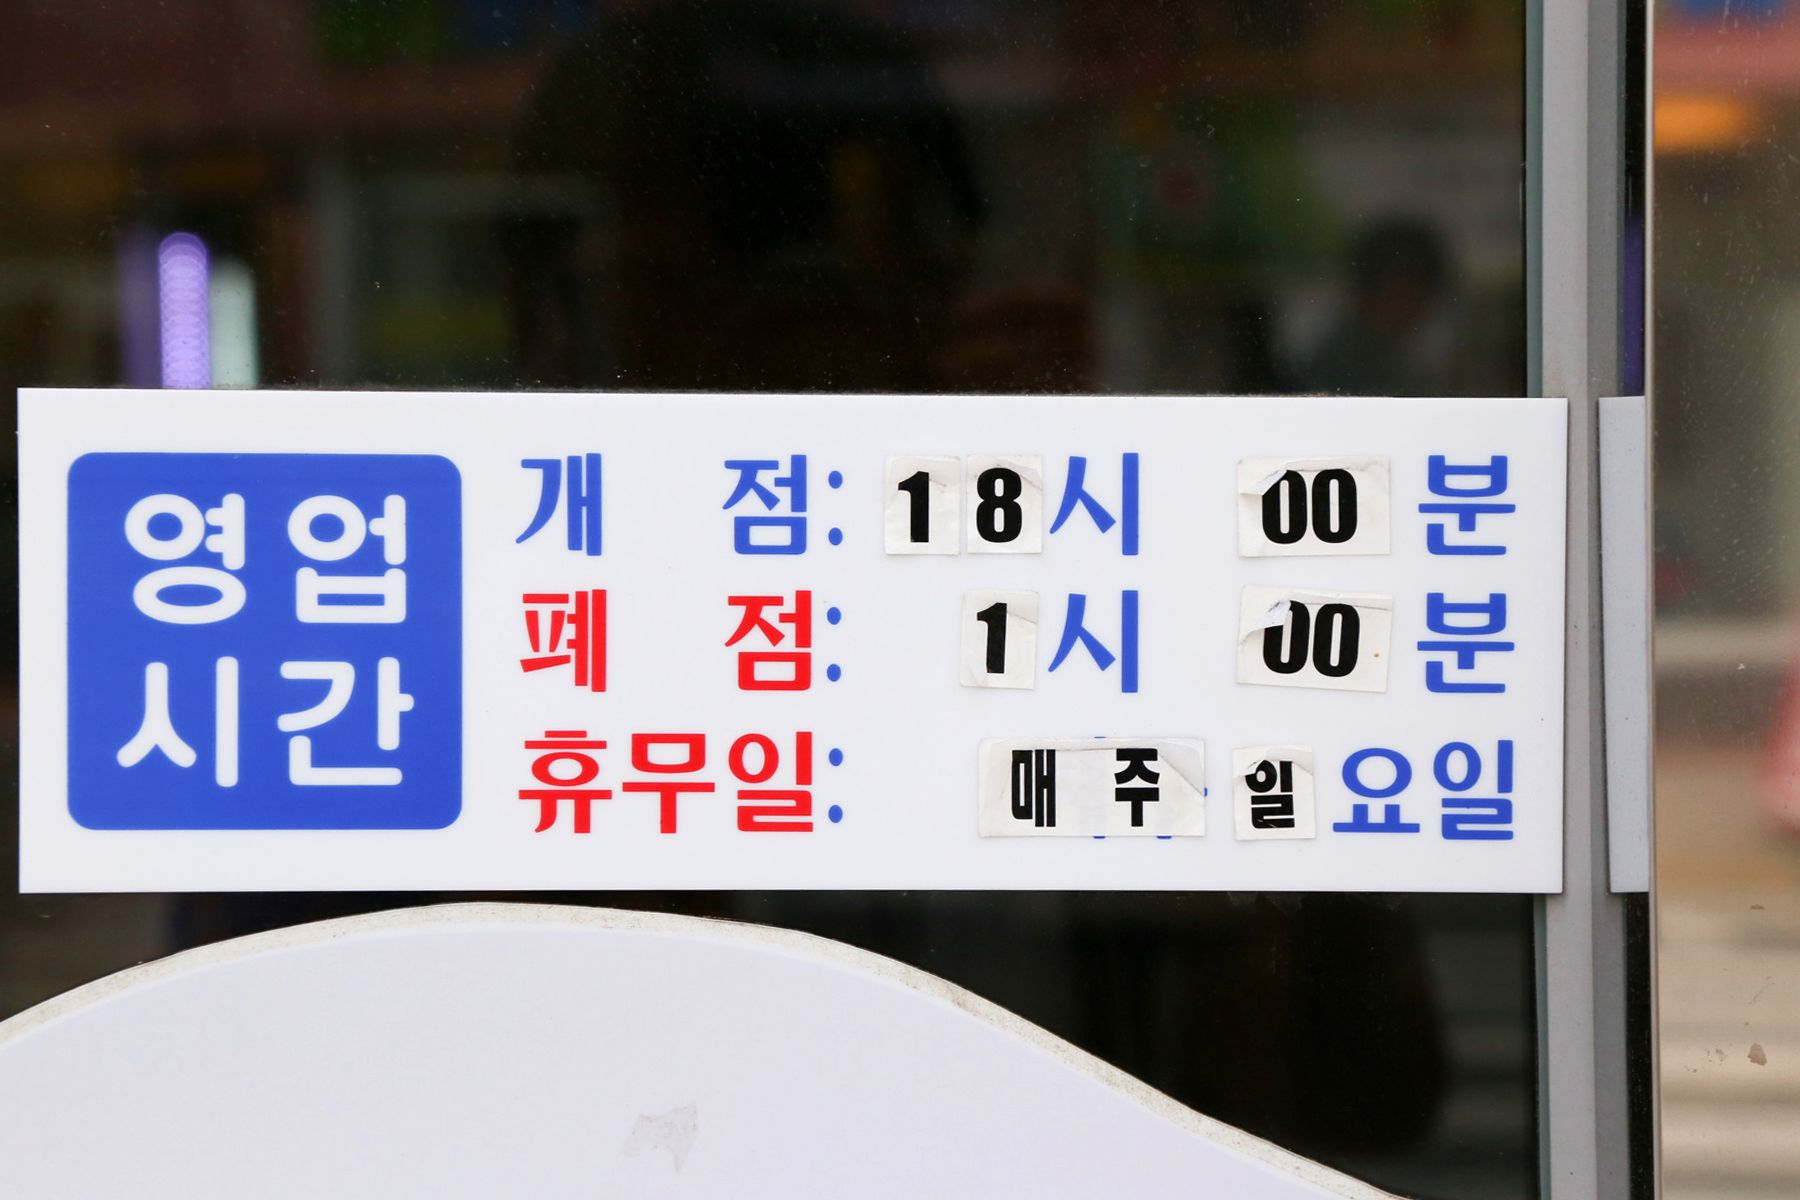 영업
시간
개 점: 18시 00분
폐 점: 1시 00분
휴무일: 매 주 일요일